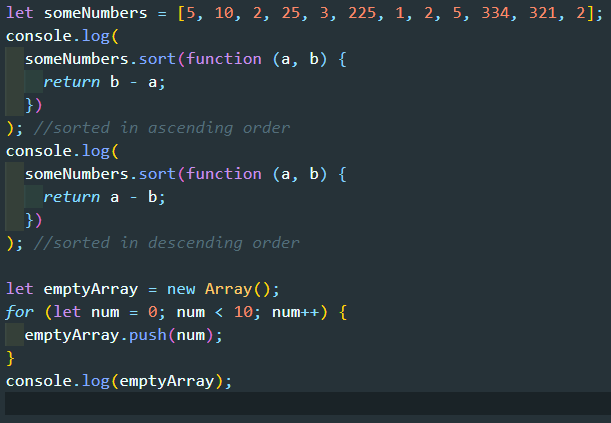 let someNumbers = [5, 10, 2, 25, 3, 225, 1, 2, 5, 334, 321, 2];
console.log(
  someNumbers.sort(function (a, b) {
    return b - a;
  })
); //sorted in ascending order
console.log(
  someNumbers.sort(function (a, b) {
    return a - b;
  })
); //sorted in descending order

let emptyArray = new Array();
for (let num = 0; num < 10; num++) {
  emptyArray.push(num);
}
console.log(emptyArray);